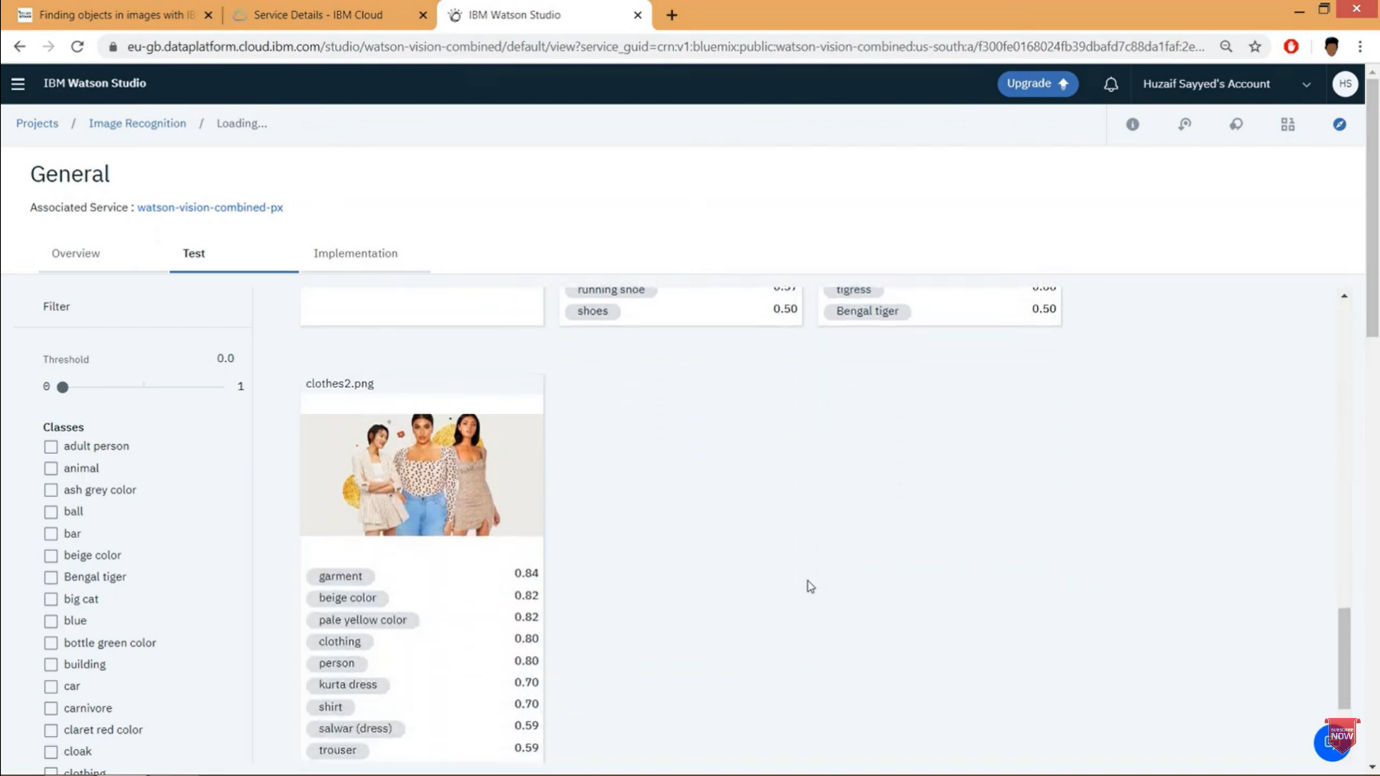 Finding objects in images with IB
Service Details - IBM Cloud
IBM Watson Studio
eu-gb.dataplatform.cloud.ibm.com/studio/watson-vision-combined/default/view?service_guid=crn:v1:bluemix:public:watson-vision-combined:us-south:a/f300fe0168024fb39dbafd7c88da1faf:2e...
IBM Watson Studio
Upgrade
Huzaif Sayyed's Account
HS
Projects / Image Recognition / Loading...
General
Associated Service : watson-vision-combined-px
Overview
Test
Implementation
Filter
Threshold 0.0
0 1
Classes
adult person
animal
ash grey color
ball
bar
beige color
Bengal tiger
big cat
blue
bottle green color
building
car
carnivore
claret red color
cloak
clothing
running shoe 0.57
shoes 0.50
tigress
Bengal tiger 0.50
clothes2.png
garment 0.84
beige color 0.82
pale yellow color 0.82
clothing 0.80
person 0.80
kurta dress 0.70
shirt 0.70
salwar (dress) 0.59
trouser 0.59
SUBSCRIBE
NOW